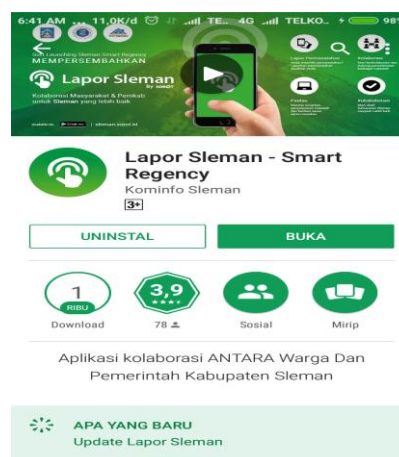 6:41 AM ... 11,0K/d TE.. 4G TELKO.. 98%
MEMPERSEMBAHKAN
Lapor Sleman
Kolaborasi Masyarakat & Pemkab
untuk Sleman yang lebih baik
Lapor Sleman - Smart
Regency
Kominfo Sleman
3+
UNINSTAL
BUKA
1
RIBU
3,9
Download
78
Sosial
Mirip
Aplikasi kolaborasi ANTARA Warga Dan
Pemerintah Kabupaten Sleman
APA YANG BARU
Update Lapor Sleman